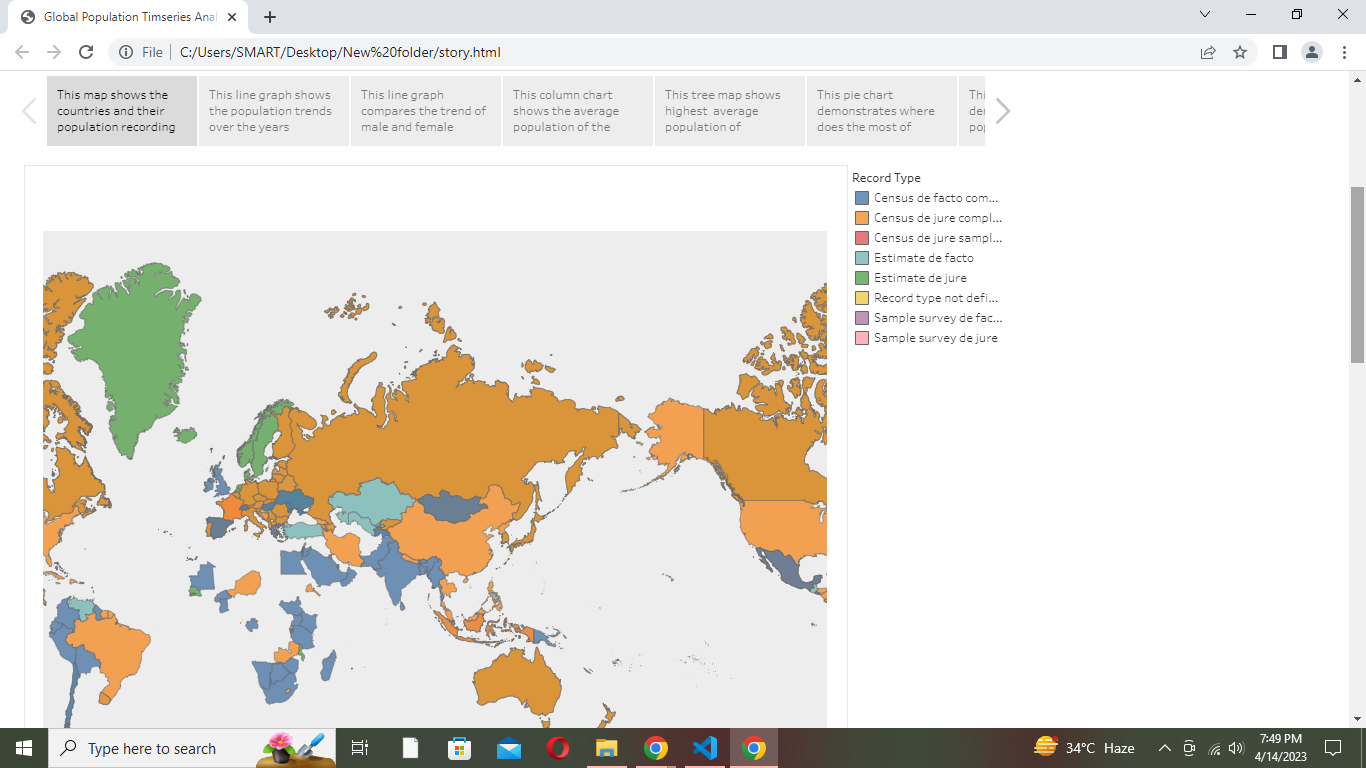 Global Population Timseries Anal
File
C:/Users/SMART/Desktop/New%20folder/story.html
This map shows the
countries and their
population recording
This line graph shows
the population trends
over the years
This line graph
compares the trend of
male and female
This column chart
shows the average
population of the
This tree map shows
highest average
population of
This pie chart
demonstrates where
does the most of
Thi
der
pop
Record Type
Census de facto com...
Census de jure compl...
Census de jure sampl...
Estimate de facto
Estimate de jure
Record type not defi...
Sample survey de fac...
Sample survey de jure
Type here to search
34°C Haze
7:49 PM
4/14/2023